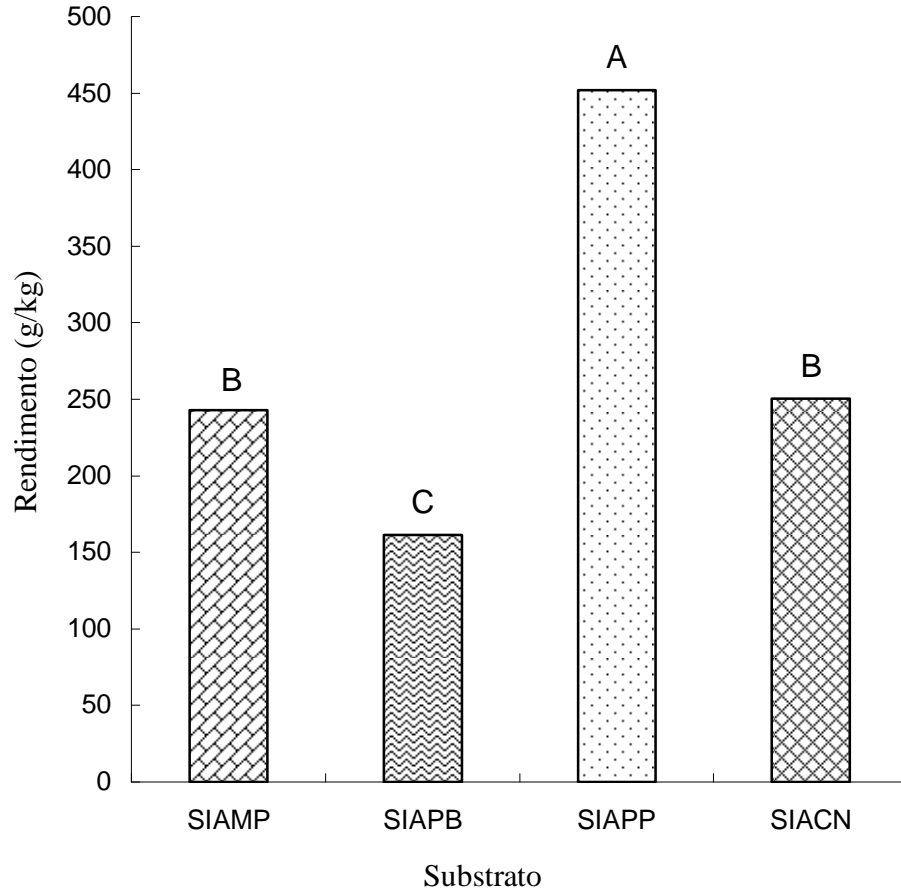 500
450
400
350
300
250
200
150
100
50
0
Rendimento (g/kg)
B
C
A
B
SIAMP SIAPB SIAPP SIACN
Substrato